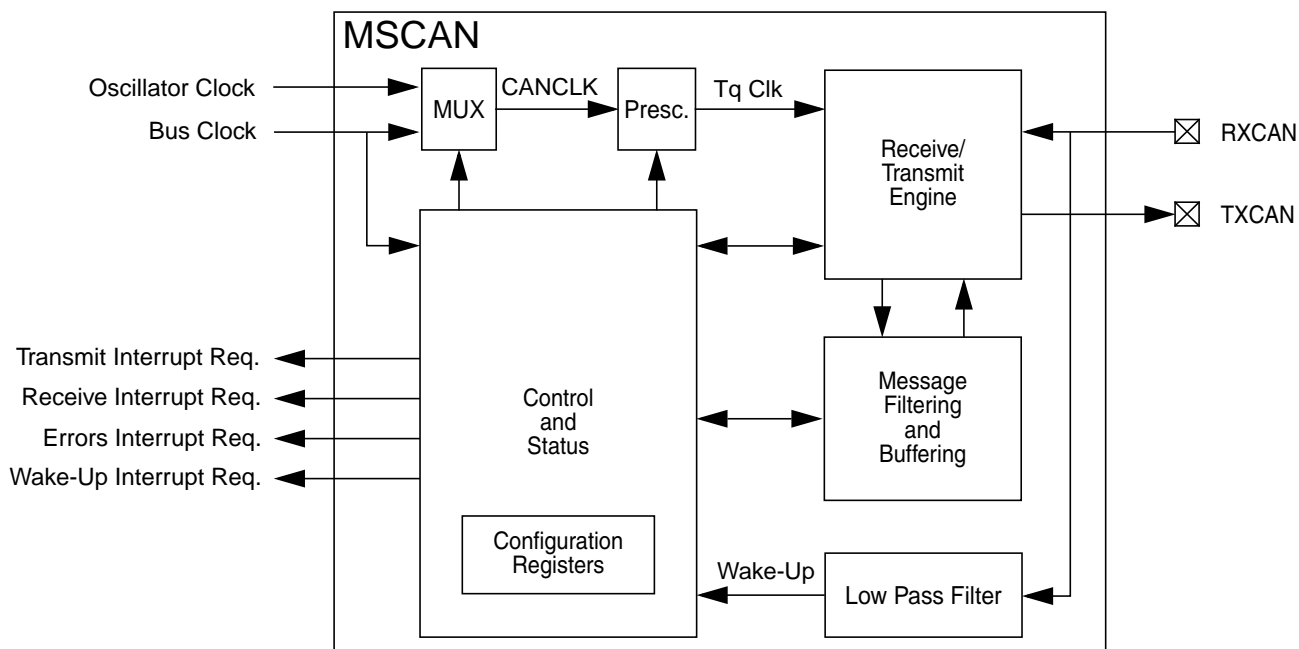 MSCAN
Oscillator Clock
Bus Clock
MUX
CANCLK
Presc.
Tq Clk
Receive/
Transmit
Engine
RXCAN
TXCAN
Transmit Interrupt Req.
Receive Interrupt Req.
Errors Interrupt Req.
Wake-Up Interrupt Req.
Control
and
Status
Message
Filtering
and
Buffering
Configuration
Registers
Wake-Up
Low Pass Filter